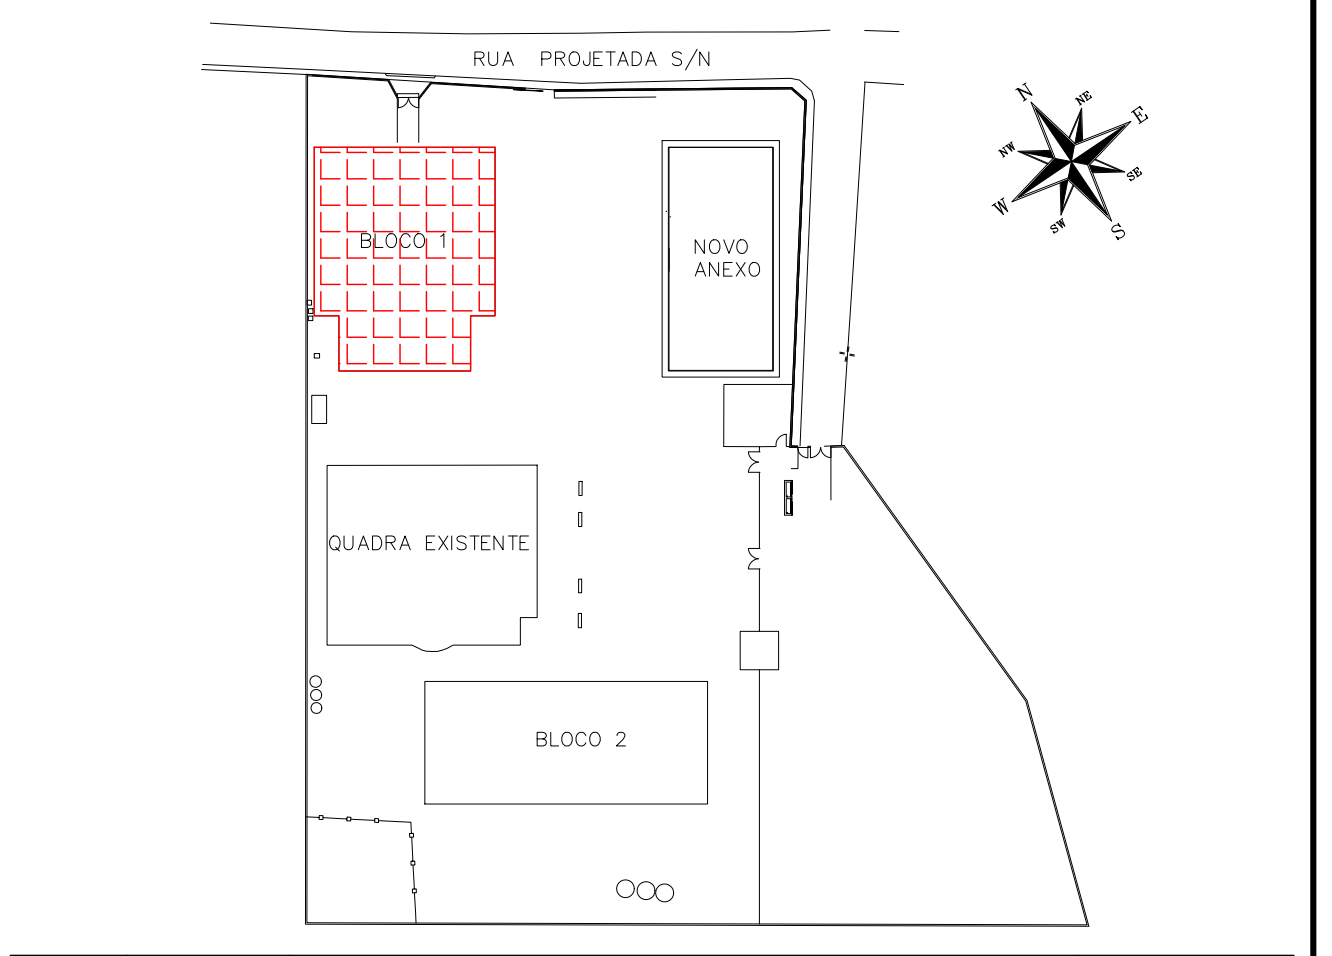 RUA PROJETADA S/N
N
NE
E
NW
SE
W
SW
S
BLOCO 1
NOVO
ANEXO
QUADRA EXISTENTE
BLOCO 2